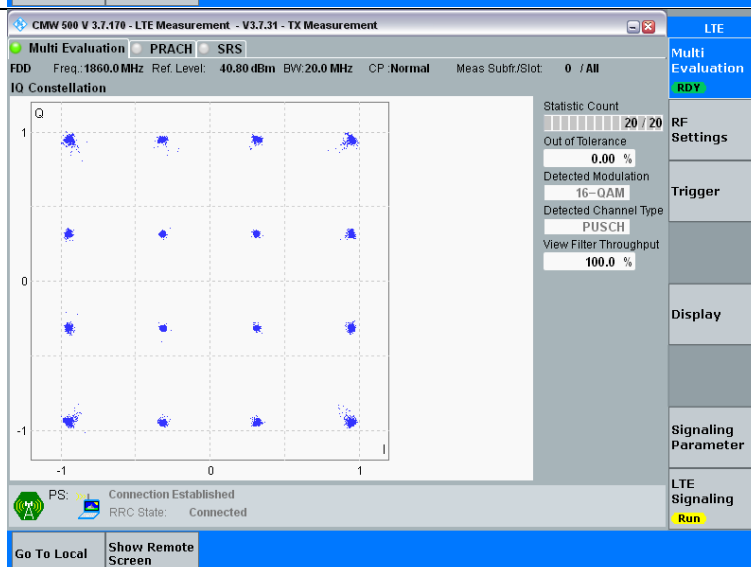 CMW 500 V 3.7.170 - LTE Measurement - V3.7.31 - TX Measurement
LTE
Multi Evaluation PRACH SRS
Multi
Evaluation
RDY
FDD Freq.:1860.0 MHz Ref. Level: 40.80 dBm BW:20.0 MHz CP :Normal Meas Subfr./Slot: 0 / All
IQ Constellation
Q
1
0
-1
-1 0 1
I
Statistic Count
20 / 20
Out of Tolerance
0.00 %
Detected Modulation
16-QAM
Detected Channel Type
PUSCH
View Filter Throughput
100.0 %
RF
Settings
Trigger
Display
Signaling
Parameter
LTE
Signaling
Run
PS: Connection Established
RRC State: Connected
Go To Local
Show Remote
Screen